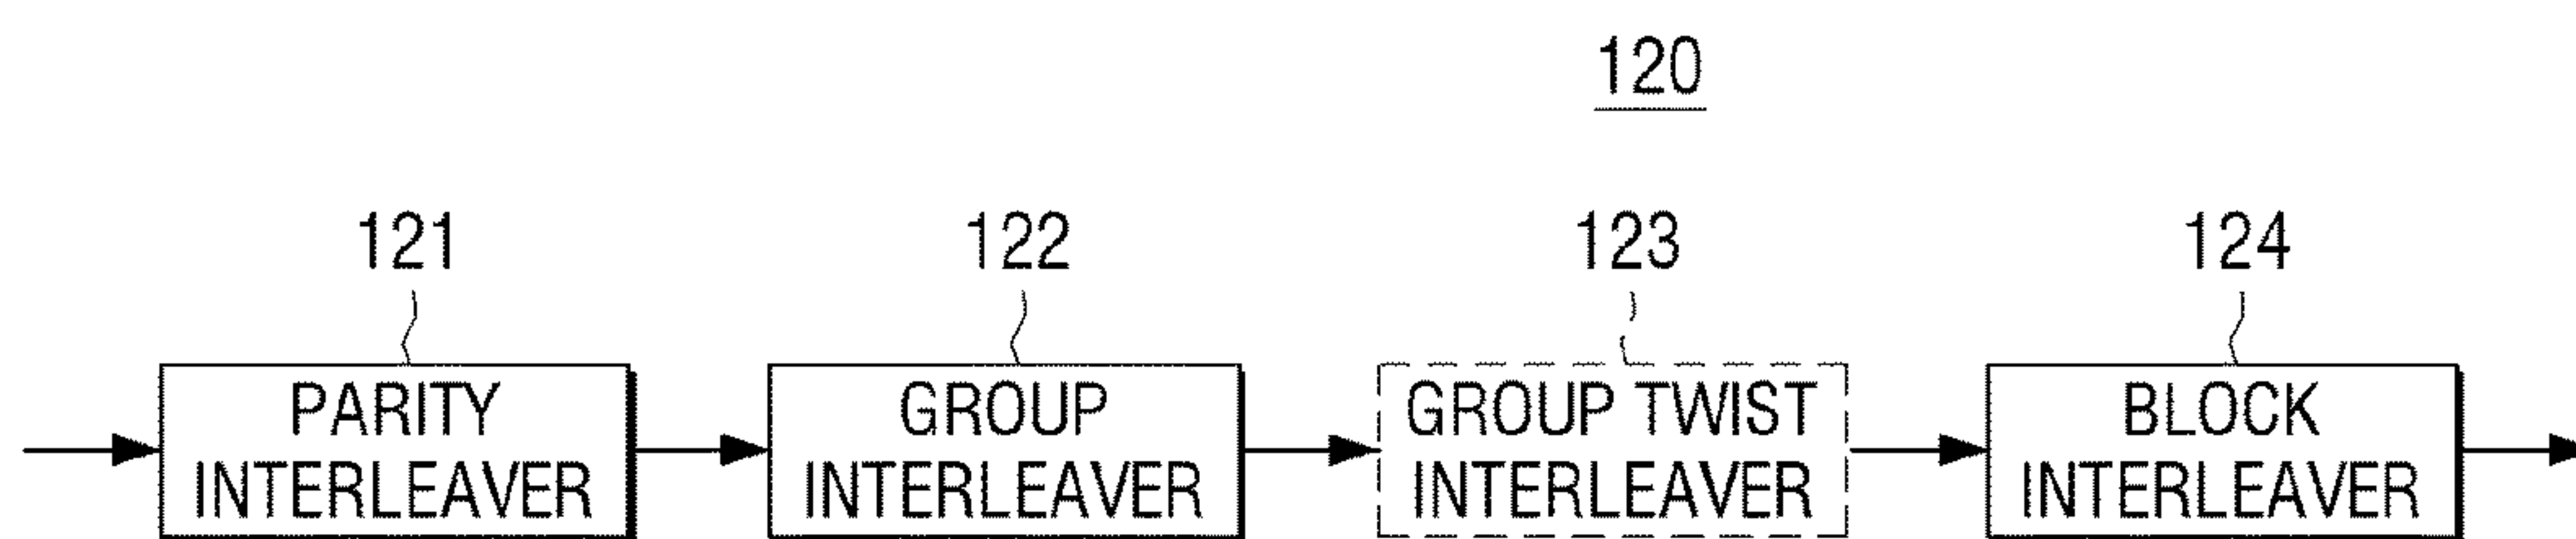 120
121
122
123
124
PARITY
INTERLEAVER
GROUP
INTERLEAVER
GROUP TWIST
INTERLEAVER
BLOCK
INTERLEAVER